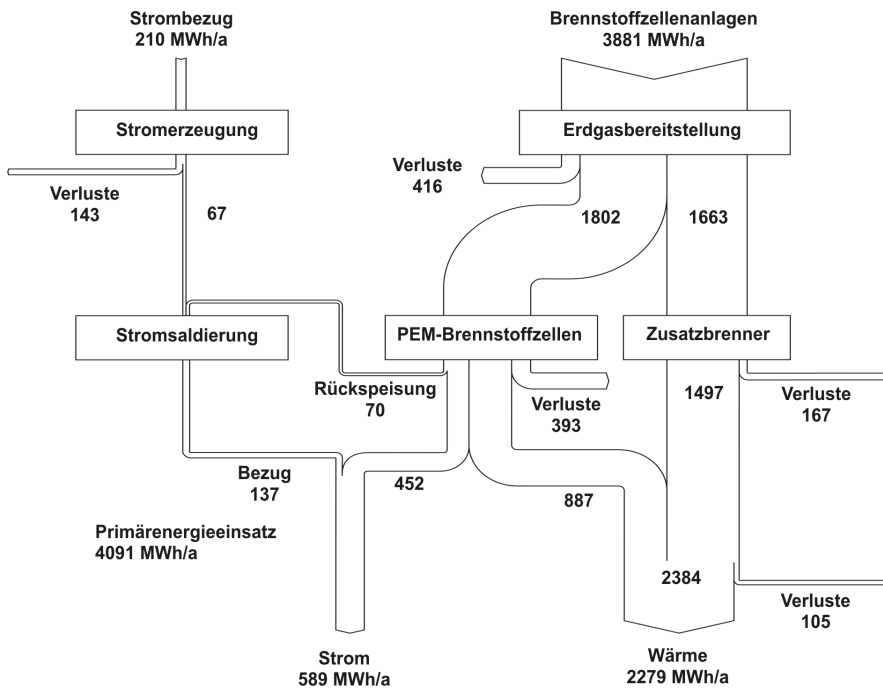 Strombezug
210 MWh/a
Brennstoffzellenanlagen
3881 MWh/a
Stromerzeugung
Erdgasbereitstellung
Verluste
143
67
Verluste
416
1802
1663
Stromsaldierung
PEM-Brennstoffzellen
Zusatzbrenner
Rückspeisung
70
Verluste
393
1497
Verluste
167
Bezug
137
452
887
Primärenergieeinsatz
4091 MWh/a
2384
Verluste
105
Strom
589 MWh/a
Wärme
2279 MWh/a